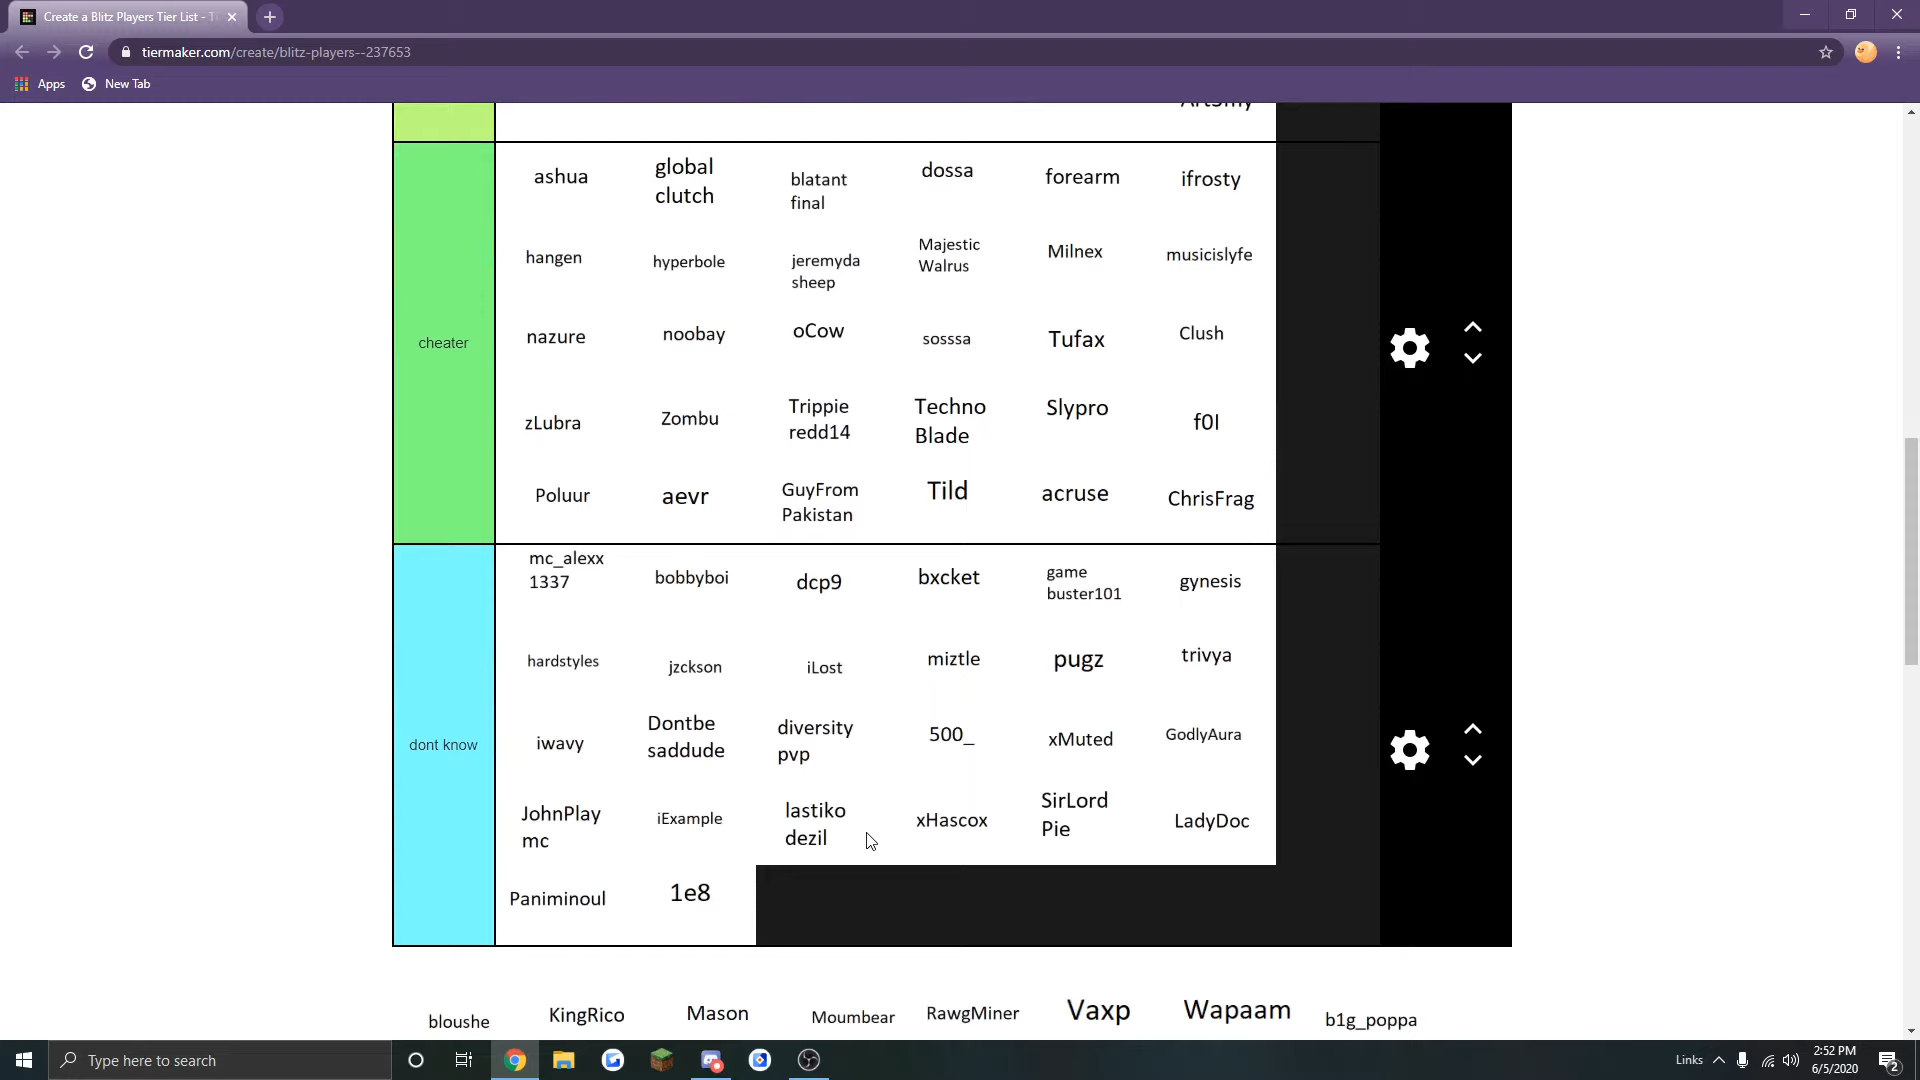 Create a Blitz Players Tier List - T
tiermaker.com/create/blitz-players--237653
Apps
New Tab
cheater
ashua
global
clutch
blatant
final
dossa
forearm
ifrosty
hangen
hyperbole
jeremyda
sheep
Majestic
Walrus
Milnex
musicislyfe
nazure
noobay
oCow
sosssa
Tufax
Clush
zLubra
Zombu
Trippie
redd14
Techno
Blade
Slypro
f0I
Poluur
aevr
GuyFrom
Pakistan
Tild
acruse
ChrisFrag
dont know
mc_alexx
1337
bobbyboi
dcp9
bxcket
game
buster101
gynesis
hardstyles
jzckson
iLost
miztle
pugz
trivya
iwavy
Dontbe
saddude
diversity
pvp
500_
xMuted
GodlyAura
JohnPlay
mc
iExample
lastiko
dezil
xHascox
SirLord
Pie
LadyDoc
Paniminoul
1e8
bloushe
KingRico
Mason
Moumbear
RawgMiner
Vaxp
Wapaam
b1g_poppa
Type here to search
Links
2:52 PM
6/5/2020
2